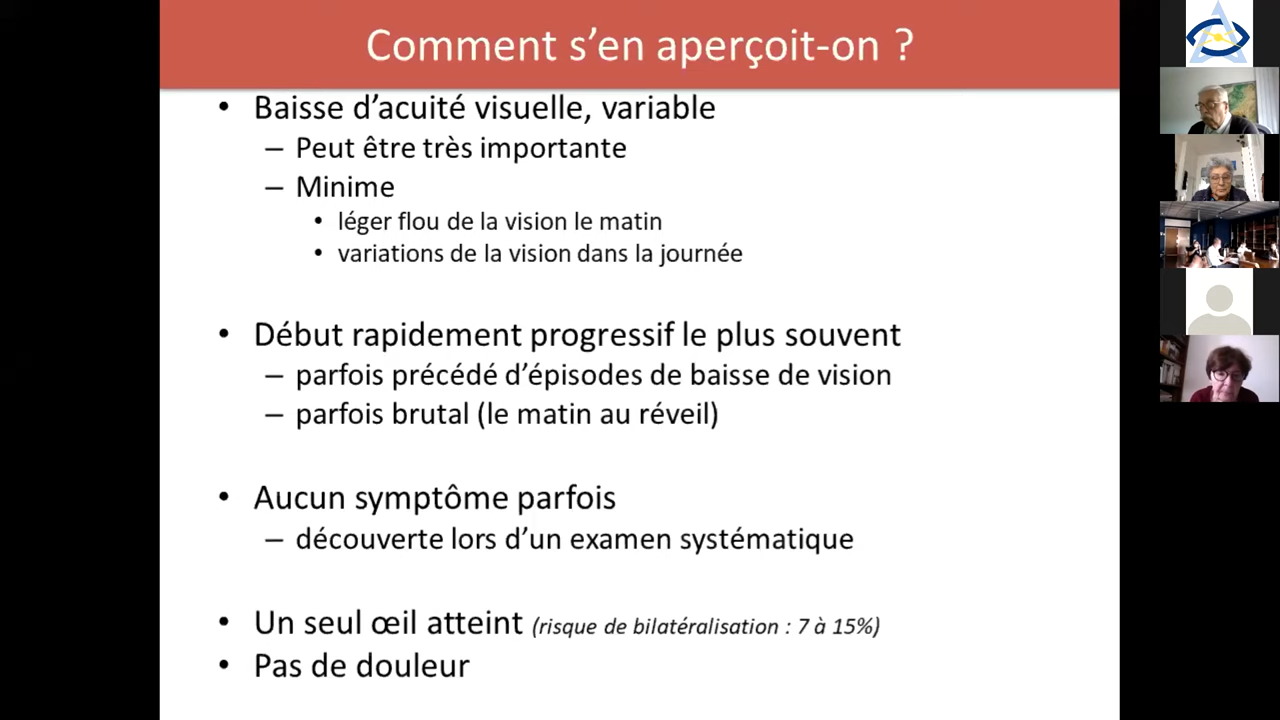 Comment s'en aperçoit-on ?
• Baisse d'acuité visuelle, variable
– Peut être très importante
– Minime
• léger flou de la vision le matin
• variations de la vision dans la journée
• Début rapidement progressif le plus souvent
– parfois précédé d'épisodes de baisse de vision
– parfois brutal (le matin au réveil)
• Aucun symptôme parfois
– découverte lors d'un examen systématique
• Un seul œil atteint (risque de bilatéralisation : 7 à 15%)
• Pas de douleur